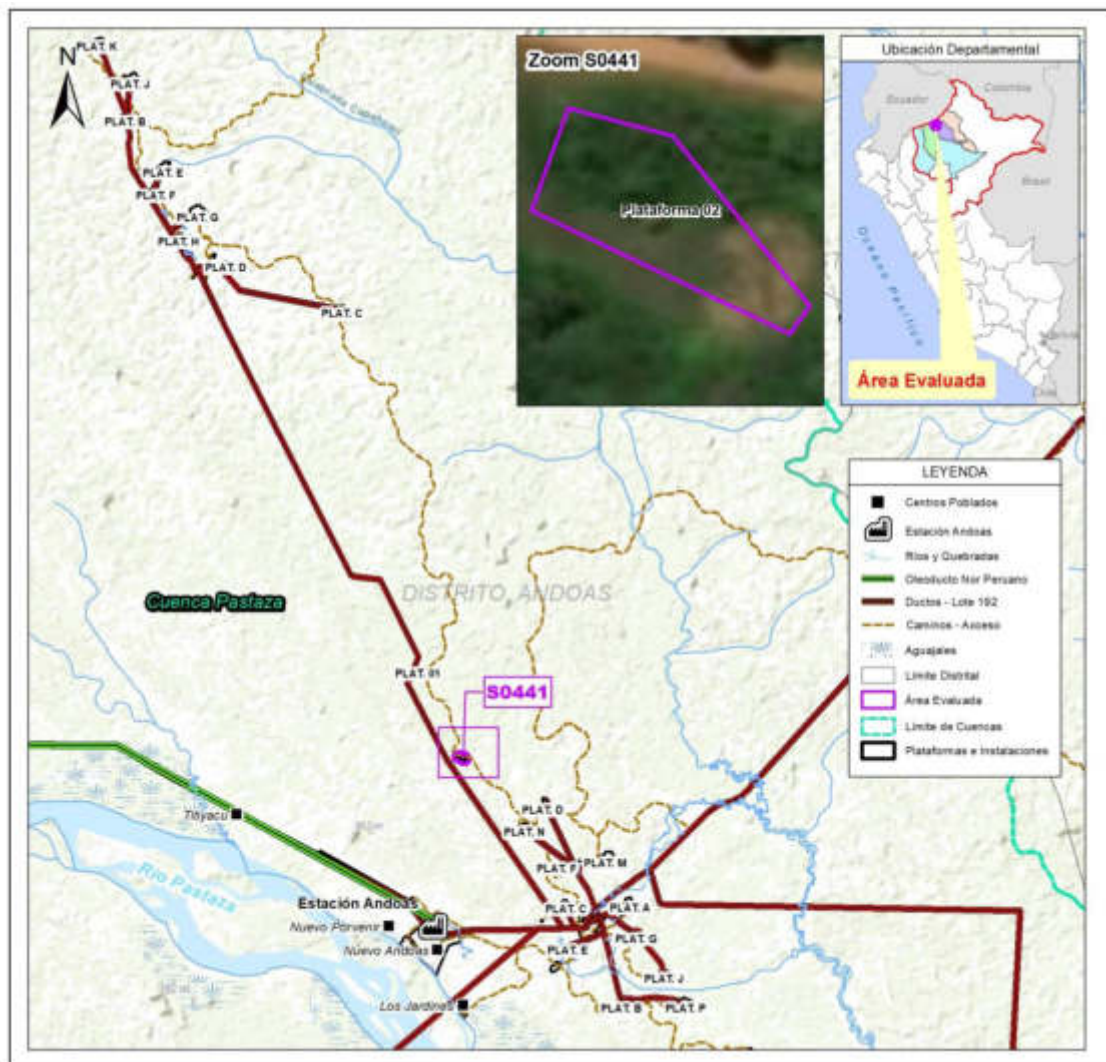 N
PLAT. K
PLAT. J
PLAT. B
PLAT. E
PLAT. F
PLAT. G
PLAT. H
PLAT. D
PLAT. C
Zoom S0441
Plataforma 02
Ubicación Departamental
Ecuador
Colombia
Brasil
Océano Pacífico
Chile
Área Evaluada
LEYENDA
Centros Poblados
Estación Andoas
Ríos y Quebradas
Oleoducto Nor Peruano
Ductos - Lote 192
Caminos - Acceso
Aguajales
Límite Distrital
Área Evaluada
Límite de Cuencas
Plataformas e Instalaciones
Cuenca Pastaza
DISTRITO ANDOAS
PLAT. 01
S0441
Titiyacu
Río Pastaza
PLAT. O
PLAT. N
PLAT. M
Estación Andoas
Nuevo Porvenir
Nuevo Andoas
Los Jardines
PLAT. C
PLAT. A
PLAT. G
PLAT. E
PLAT. J
PLAT. B
PLAT. P